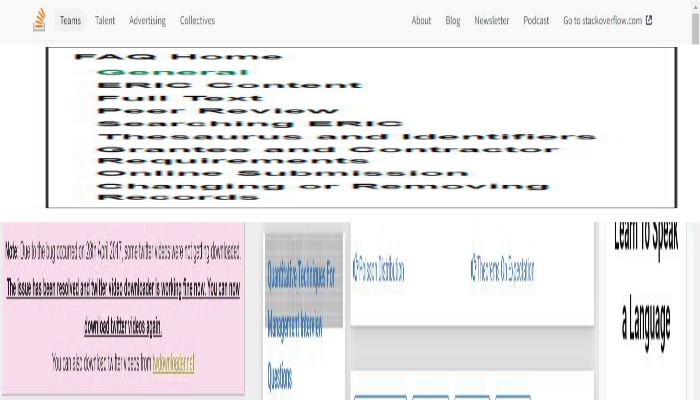 Teams Talent Advertising Collectives About Blog Newsletter Podcast Go to stackoverflow.com
FAQ Home
General
ERIC Content
Full Text
Peer Review
Searching ERIC
Thesaurus and Identifiers
Grantee and Contractor
Requirements
Online Submission
Changing or Removing
Records
Note: Due to the bug occurred on 28th April 2017, some twitter videos were not getting downloaded.
The issue has been resolved and twitter video downloader is working fine now. You can now
download twitter videos again.
You can also download twitter videos from twdownloader.net
Quantitative Techniques For
Management Interview
Questions
Poisson Distribution
Theorems On Expectation
Learn To Speak
a Language